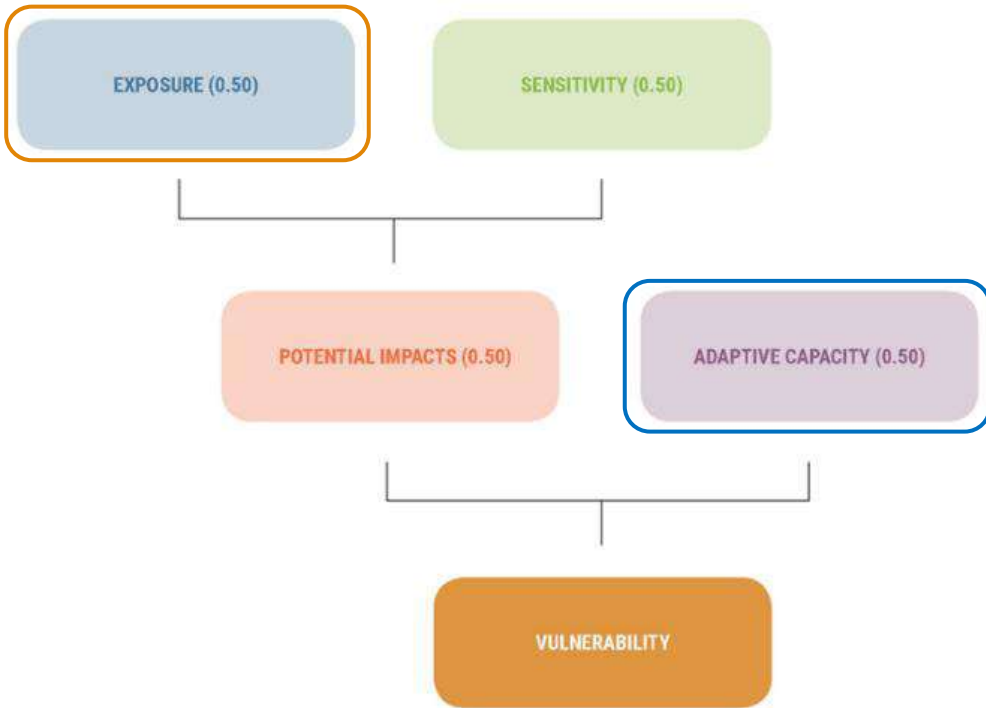 EXPOSURE (0.50)
SENSITIVITY (0.50)
POTENTIAL IMPACTS (0.50)
ADAPTIVE CAPACITY (0.50)
VULNERABILITY